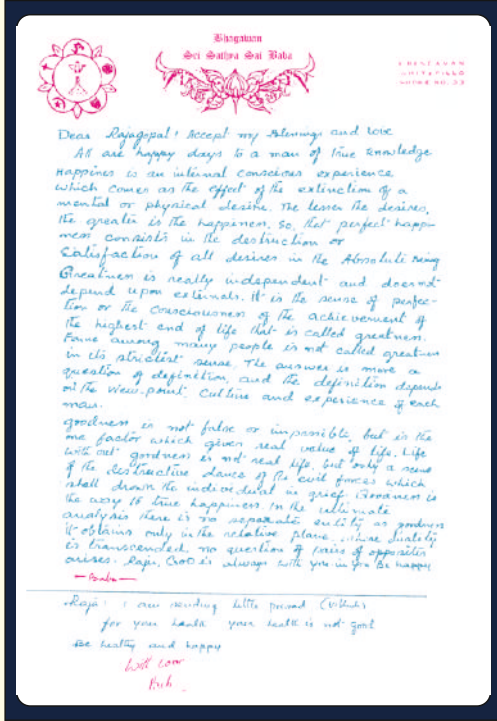 Bhagawan
Sri Sathya Sai Baba
BRINDAVAN
WHITEFIELD
PHONE NO. 33
Dear Rajagopal! Accept my Blessings and Love
All are happy days to a man of True Knowledge
Happiness is an internal conscious experience
which comes as the effect of the extinction of a
mental or physical desire. The lesser the desires,
the greater is the happiness. So, that perfect happi-
ness consists in the destruction or
Satisfaction of all desires in the Absolute Being
Greatness is really independent and does not
depend upon externals. It is the sense of perfec-
tion or the Consciousness of the achievement of
the highest end of life that is called greatness.
Fame among many people is not called greatness
in its strictest sense. The answer is more a
question of definition, and the definition depends
on the view-point, culture and experience of each
man.
goodness is not false or impossible, but is the
one factor which gives real value of life. Life
with out goodness is not real life, but only a scene
of the destructive dance of the evil forces which
shall drown the individual in grief. Goodness is
the way to true happiness. In the ultimate
analysis there is no separate entity as goodness
it obtains only in the relative plane, where duality
is transcended, no question of pairs of opposites
arises. Raju, God is always with you in you Be happy
— Baba —
Raja! I am sending little prasad (Vibhuti)
for your health your health is not good
Be healthy and happy
With Love
Baba